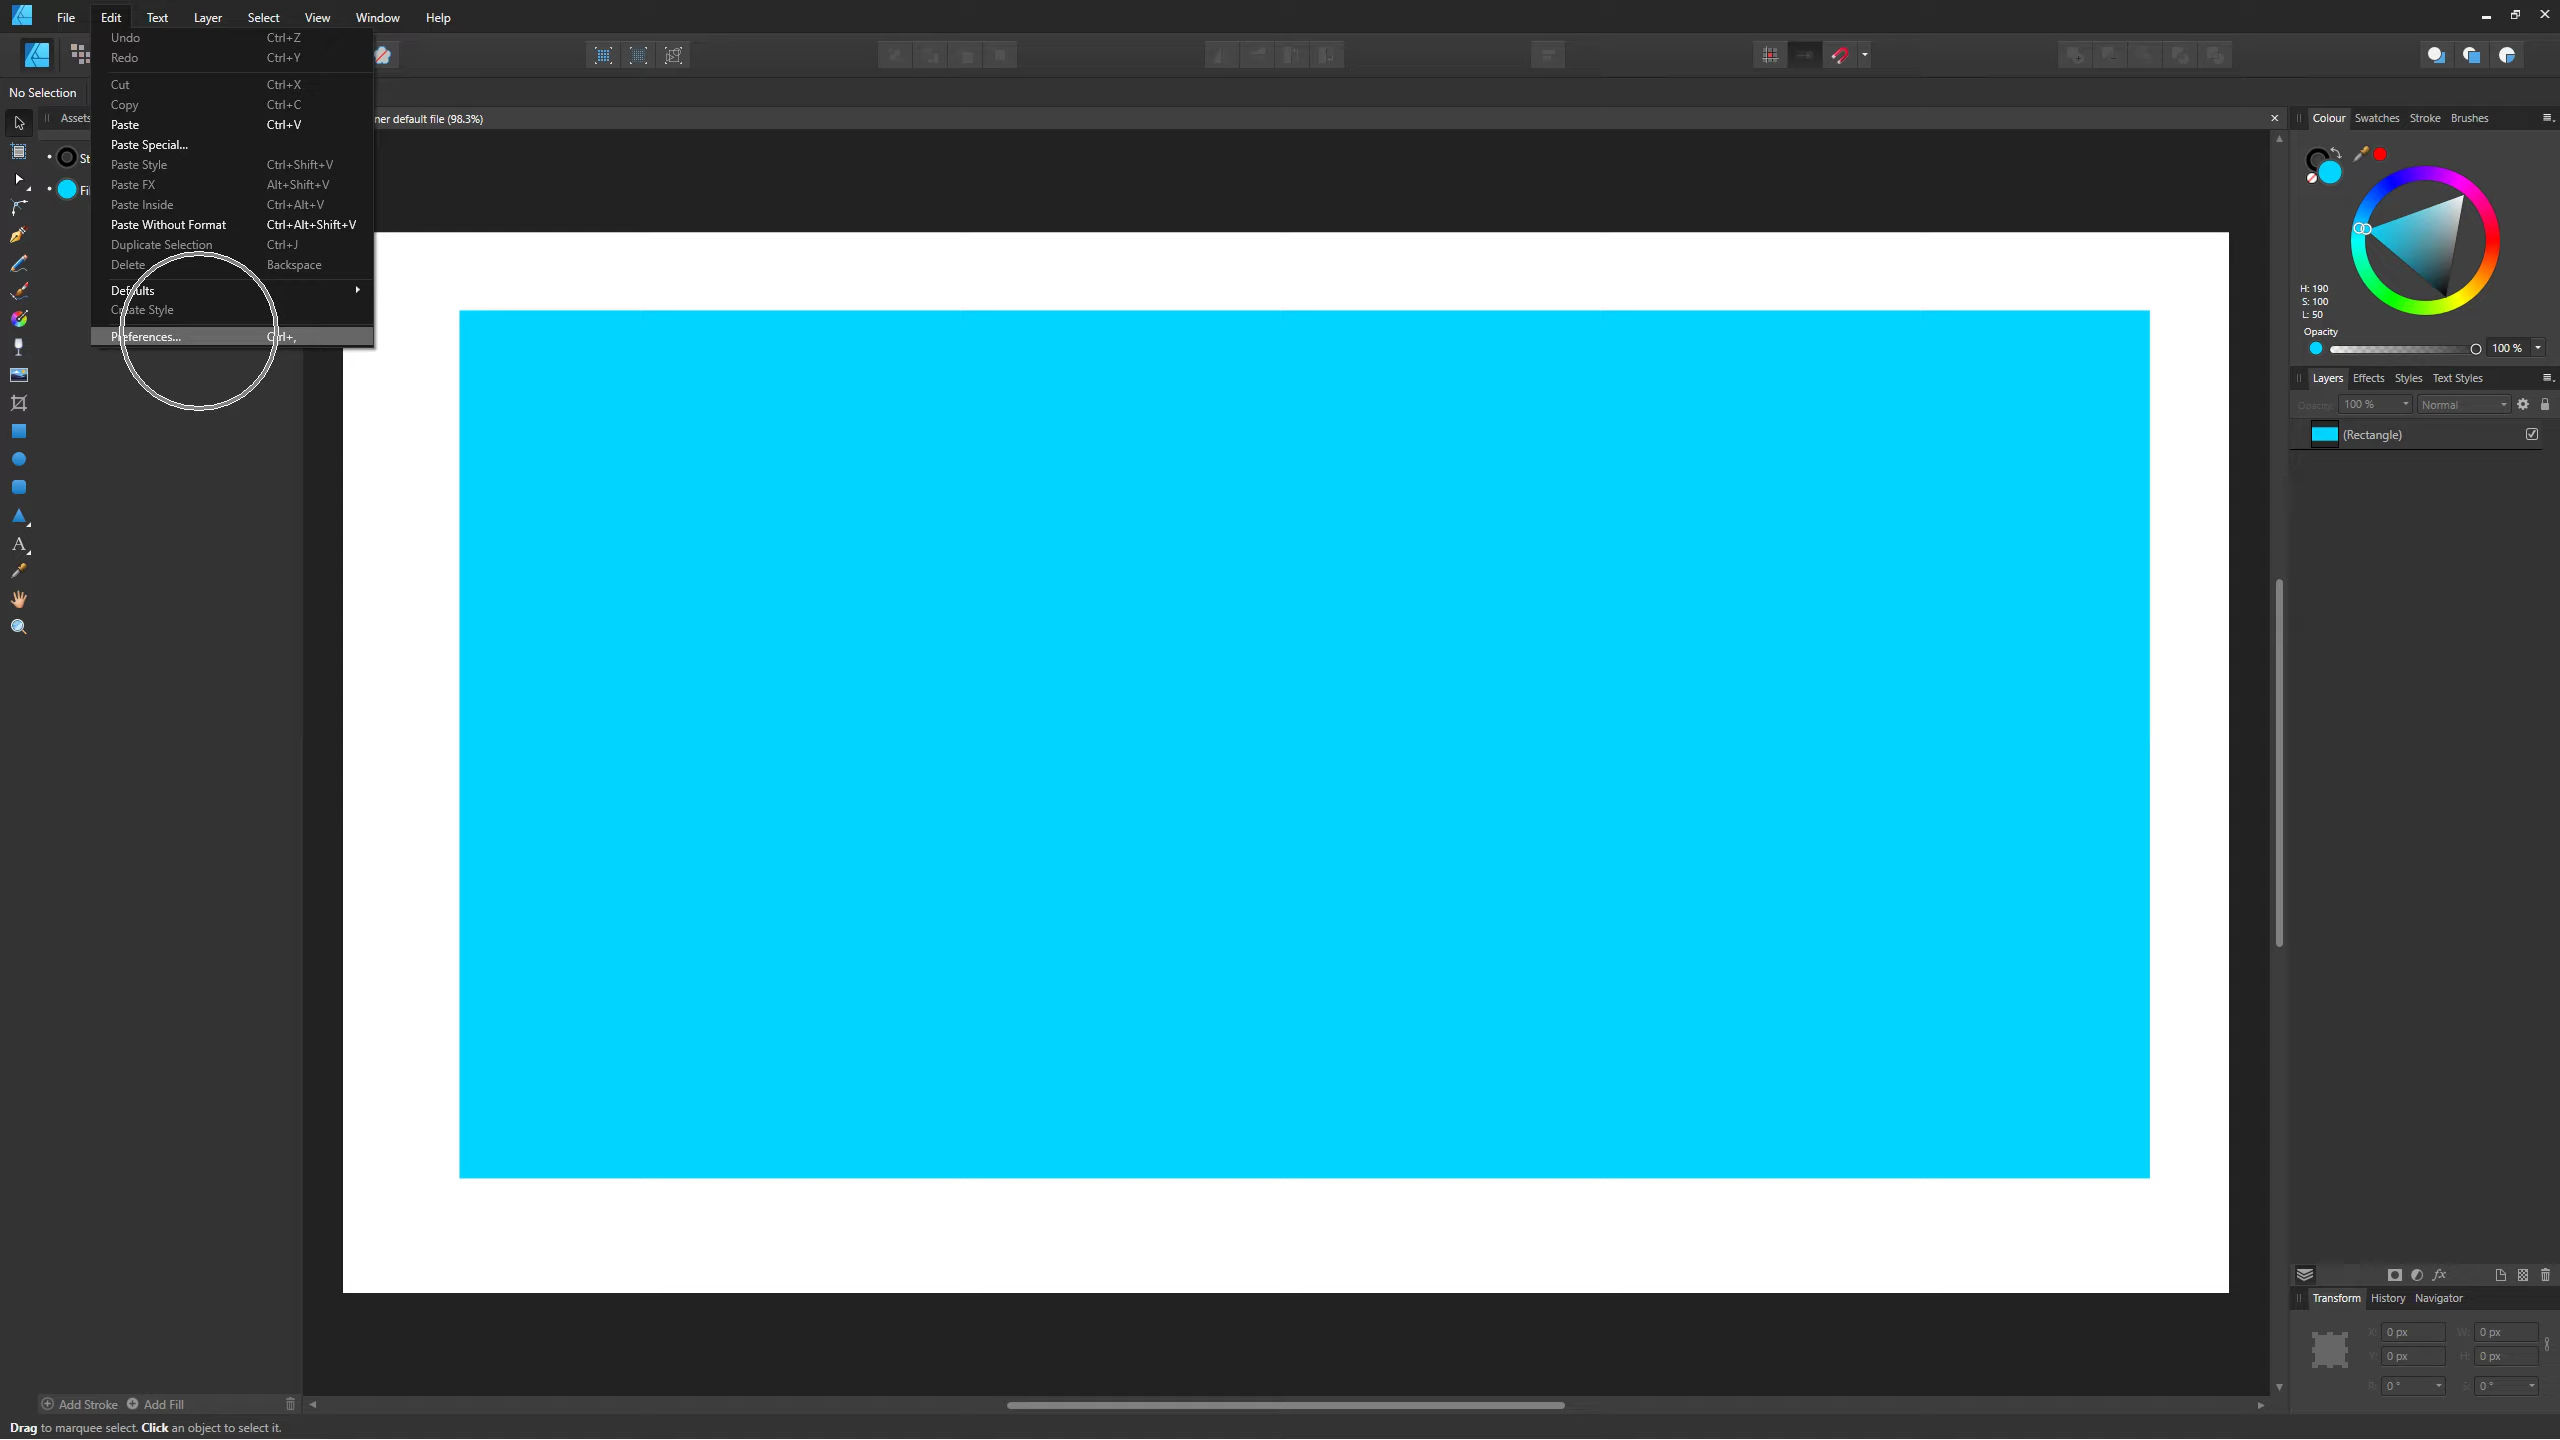 File Edit Text Layer Select View Window Help
Undo Ctrl+Z
Redo Ctrl+Y
Cut Ctrl+X
Copy Ctrl+C
Paste Ctrl+V
Paste Special...
Paste Style Ctrl+Shift+V
Paste FX Alt+Shift+V
Paste Inside Ctrl+Alt+V
Paste Without Format Ctrl+Alt+Shift+V
Duplicate Selection Ctrl+J
Delete Backspace
Defaults
Create Style
Preferences... Ctrl+,
No Selection
Assets
St
Fi
ner default file (98.3%)
Colour Swatches Stroke Brushes
H: 190
S: 100
L: 50
Opacity
100 %
Layers Effects Styles Text Styles
Opacity: 100 % Normal
(Rectangle)
fx
Transform History Navigator
X: 0 px W: 0 px
Y: 0 px H: 0 px
R: 0 ° S: 0 °
Add Stroke Add Fill
Drag to marquee select. Click an object to select it.